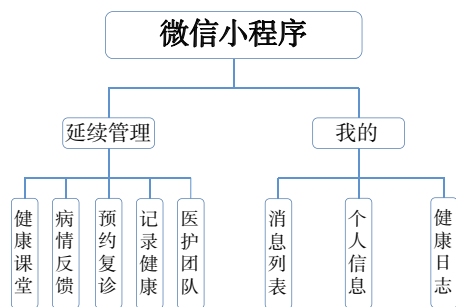 微信小程序
延续管理
我的
健康课堂
病情反馈
预约复诊
记录健康
医护团队
消息列表
个人信息
健康日志